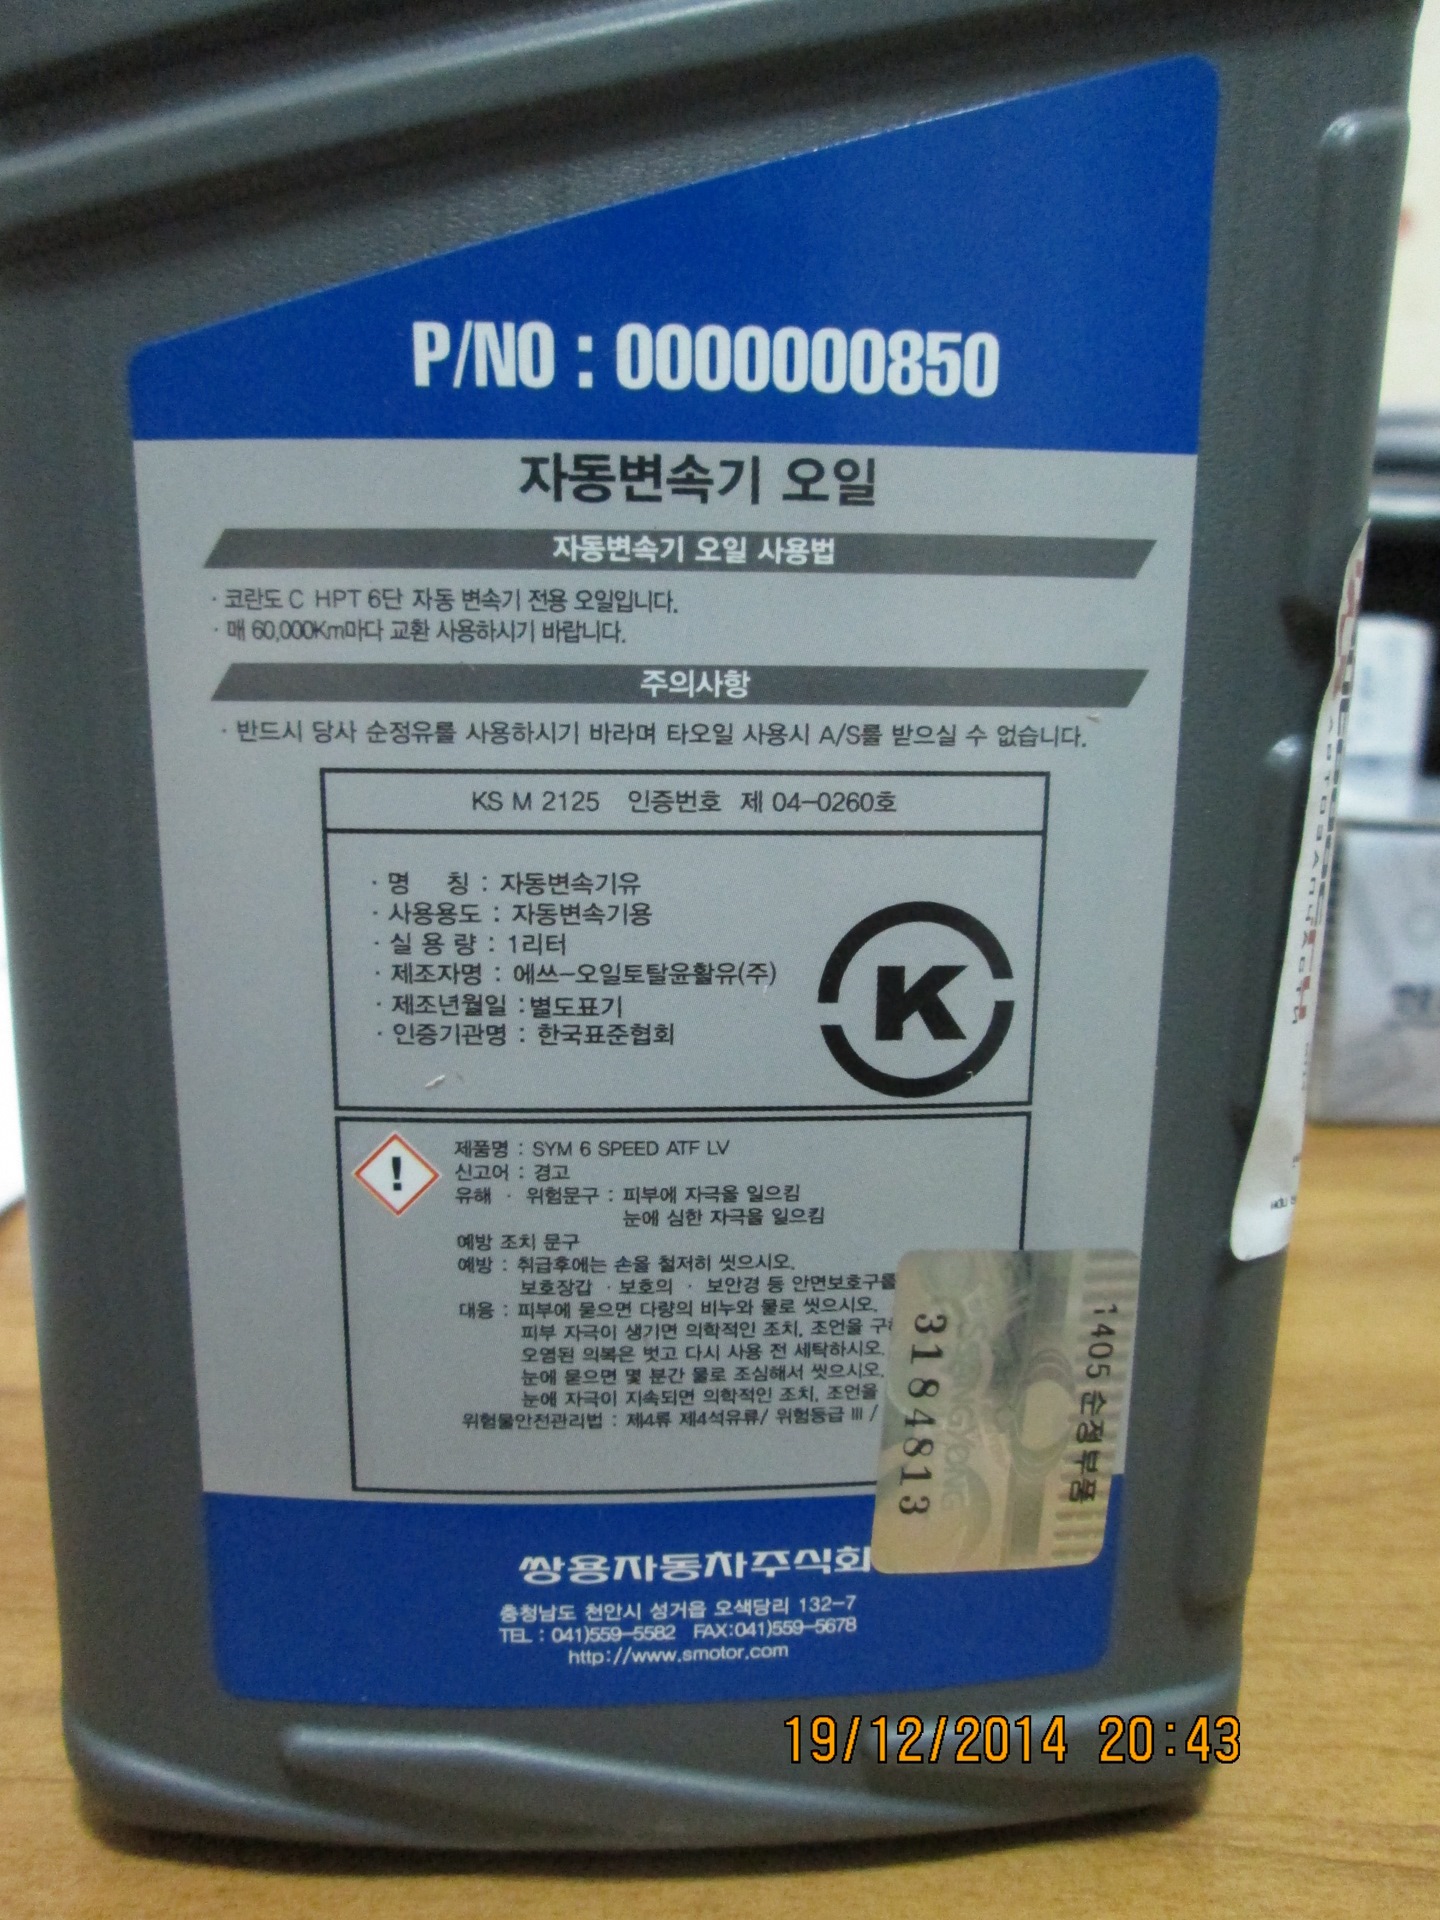 P/NO : 0000000850
자동변속기 오일
자동변속기 오일 사용법
· 코란도 C HPT 6단 자동 변속기 전용 오일입니다.
· 매 60,000Km마다 교환 사용하시기 바랍니다.
주의사항
· 반드시 당사 순정유를 사용하시기 바라며 타오일 사용시 A/S를 받으실 수 없습니다.
KS M 2125 인증번호 제 04-0260호
· 명 칭 : 자동변속기유
· 사용용도 : 자동변속기용
· 실 용 량 : 1리터
· 제조자명 : 에쓰-오일토탈윤활유(주)
· 제조년월일 : 별도표기
· 인증기관명 : 한국표준협회
K
!
제품명 : SYM 6 SPEED ATF LV
신고어 : 경고
유해 · 위험문구 : 피부에 자극을 일으킴
눈에 심한 자극을 일으킴
예방 조치 문구
예방 : 취급후에는 손을 철저히 씻으시오.
보호장갑 · 보호의 · 보안경 등 안면보호구를
대응 : 피부에 묻으면 다량의 비누와 물로 씻으시오.
피부 자극이 생기면 의학적인 조치, 조언을
오염된 의복은 벗고 다시 사용 전 세탁하시오.
눈에 묻으면 몇 분간 물로 조심해서 씻으시오.
눈에 자극이 지속되면 의학적인 조치, 조언을
위험물안전관리법 : 제4류 제4석유류/ 위험등급 III /
1405 순정부품
SSANGYONG
3184813
쌍용자동차주식회
충청남도 천안시 성거읍 오색당리 132-7
TEL : 041)559-5582 FAX:041)559-5678
http://www.smotor.com
19/12/2014 20:43